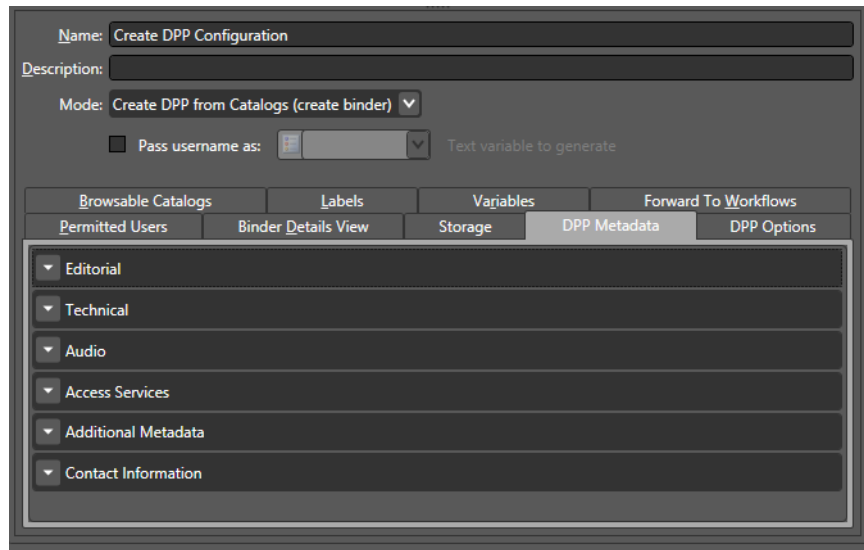 Name: Create DPP Configuration
Description:
Mode: Create DPP from Catalogs (create binder)
Pass username as: Text variable to generate
Browsable Catalogs Labels Variables Forward To Workflows
Permitted Users Binder Details View Storage DPP Metadata DPP Options
Editorial
Technical
Audio
Access Services
Additional Metadata
Contact Information